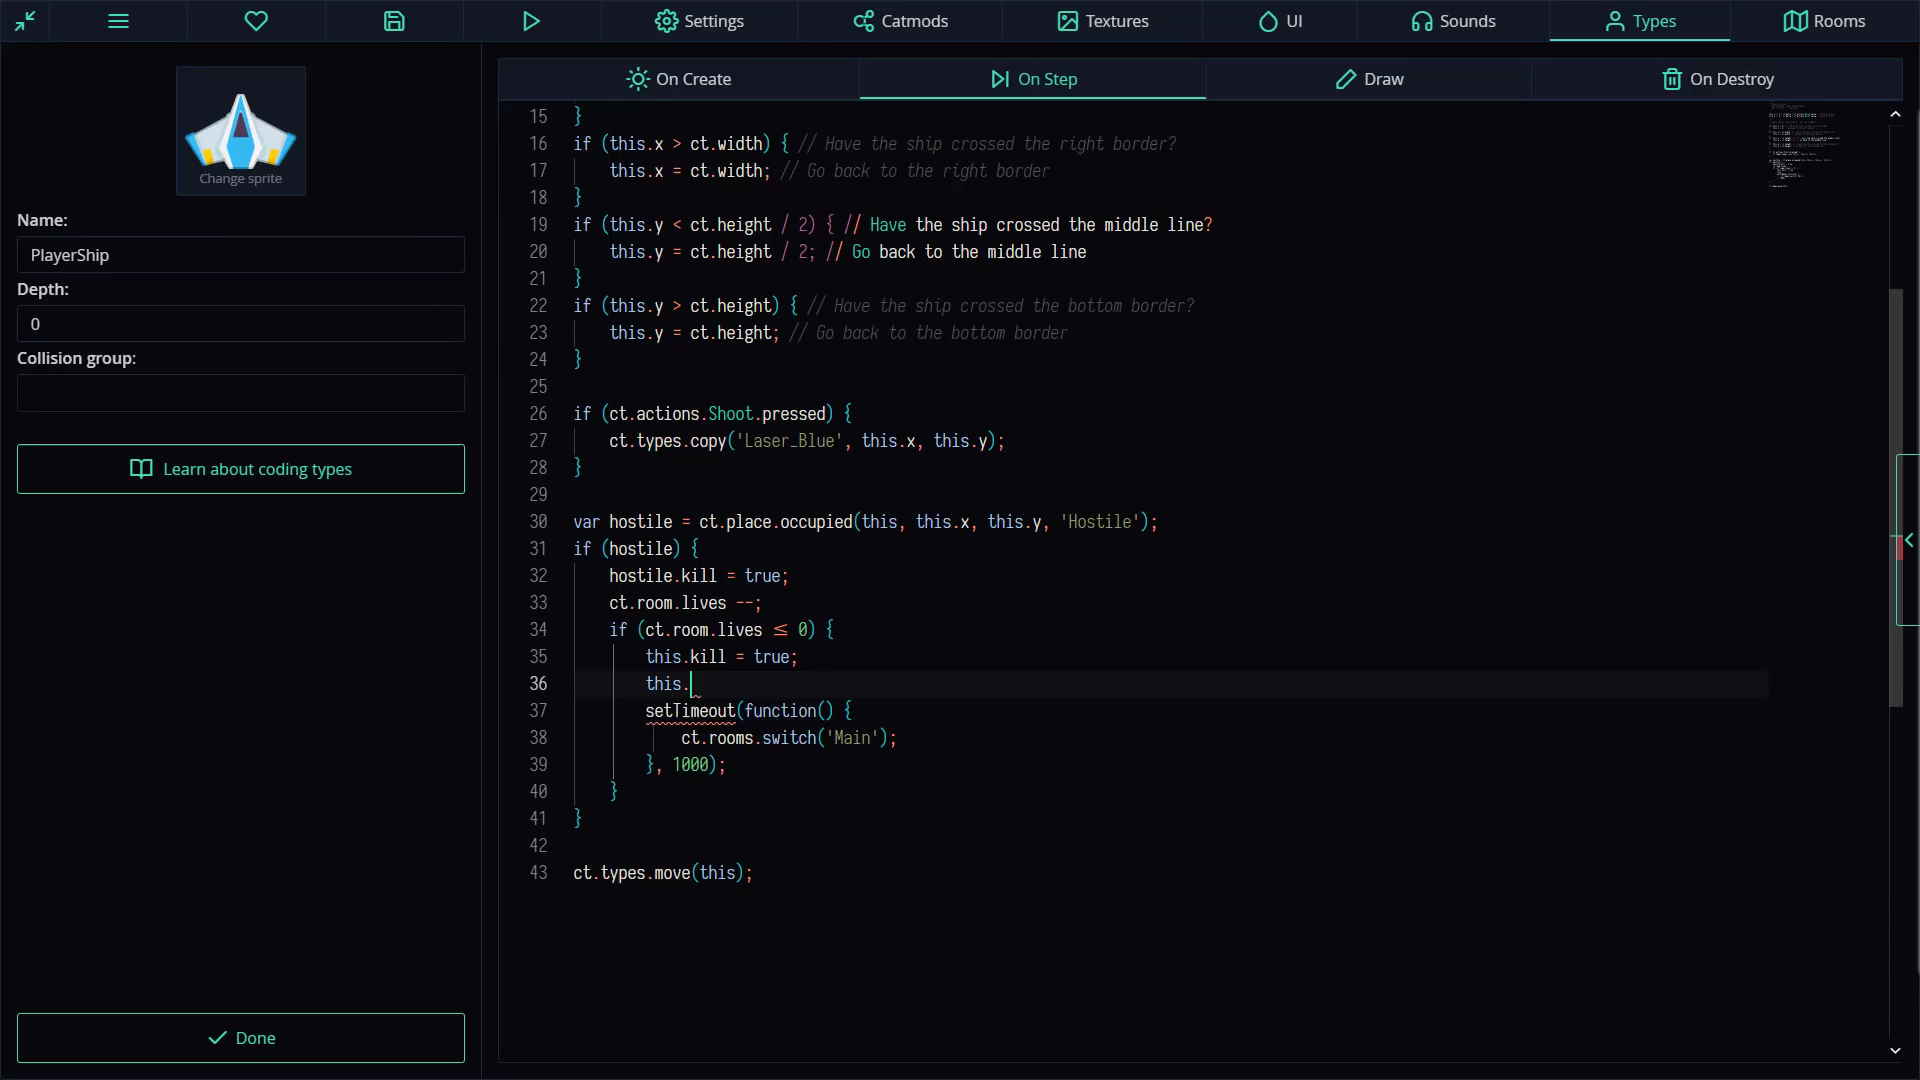 Settings
Catmods
Textures
UI
Sounds
Types
Rooms
Change sprite
Name:
PlayerShip
Depth:
0
Collision group:
Learn about coding types
Done
On Create
On Step
Draw
On Destroy
15 }
16 if (this.x > ct.width) { // Have the ship crossed the right border?
17 this.x = ct.width; // Go back to the right border
18 }
19 if (this.y < ct.height / 2) { // Have the ship crossed the middle line?
20 this.y = ct.height / 2; // Go back to the middle line
21 }
22 if (this.y > ct.height) { // Have the ship crossed the bottom border?
23 this.y = ct.height; // Go back to the bottom border
24 }
25
26 if (ct.actions.Shoot.pressed) {
27 ct.types.copy('Laser_Blue', this.x, this.y);
28 }
29
30 var hostile = ct.place.occupied(this, this.x, this.y, 'Hostile');
31 if (hostile) {
32 hostile.kill = true;
33 ct.room.lives --;
34 if (ct.room.lives ≤ 0) {
35 this.kill = true;
36 this.
37 setTimeout(function() {
38 ct.rooms.switch('Main');
39 }, 1000);
40 }
41 }
42
43 ct.types.move(this);